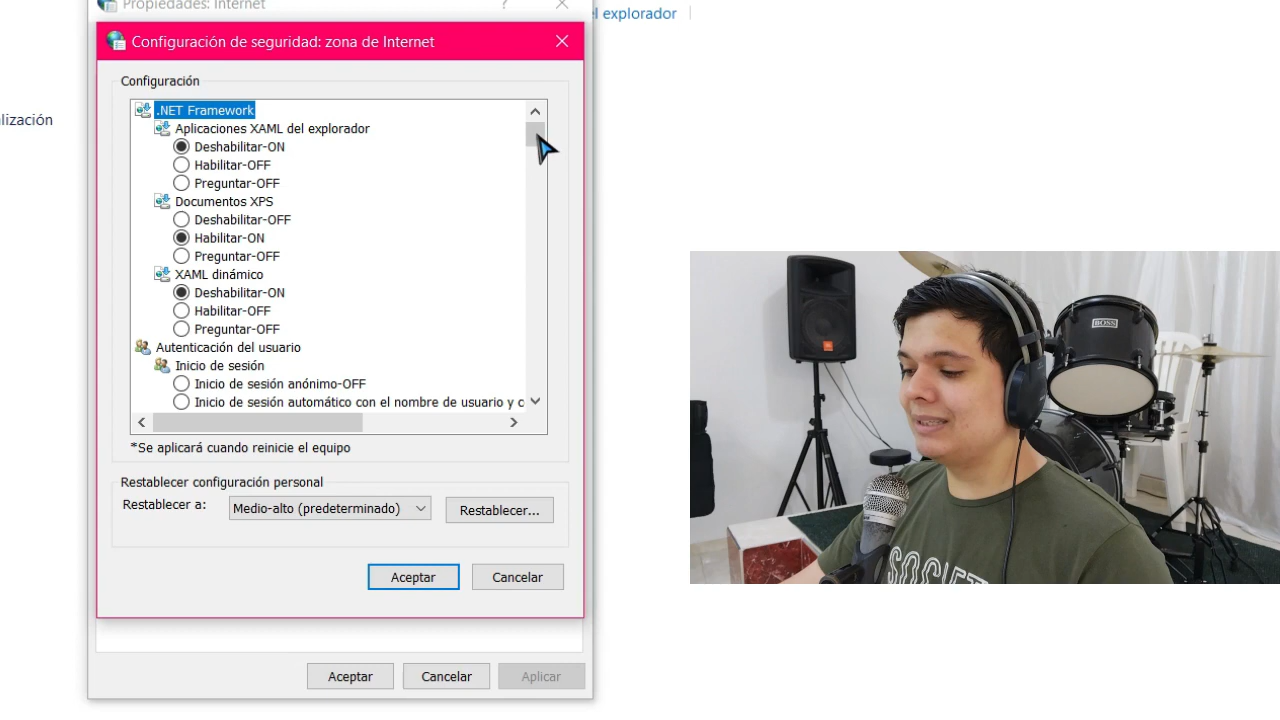 Propiedades: Internet
?
el explorador
Configuración de seguridad: zona de Internet
Configuración
.NET Framework
Aplicaciones XAML del explorador
Deshabilitar-ON
Habilitar-OFF
Preguntar-OFF
Documentos XPS
Deshabilitar-OFF
Habilitar-ON
Preguntar-OFF
XAML dinámico
Deshabilitar-ON
Habilitar-OFF
Preguntar-OFF
Autenticación del usuario
Inicio de sesión
Inicio de sesión anónimo-OFF
Inicio de sesión automático con el nombre de usuario y c
*Se aplicará cuando reinicie el equipo
Restablecer configuración personal
Restablecer a:
Medio-alto (predeterminado)
Restablecer...
Aceptar
Cancelar
Aceptar
Cancelar
Aplicar
lización
BOSS